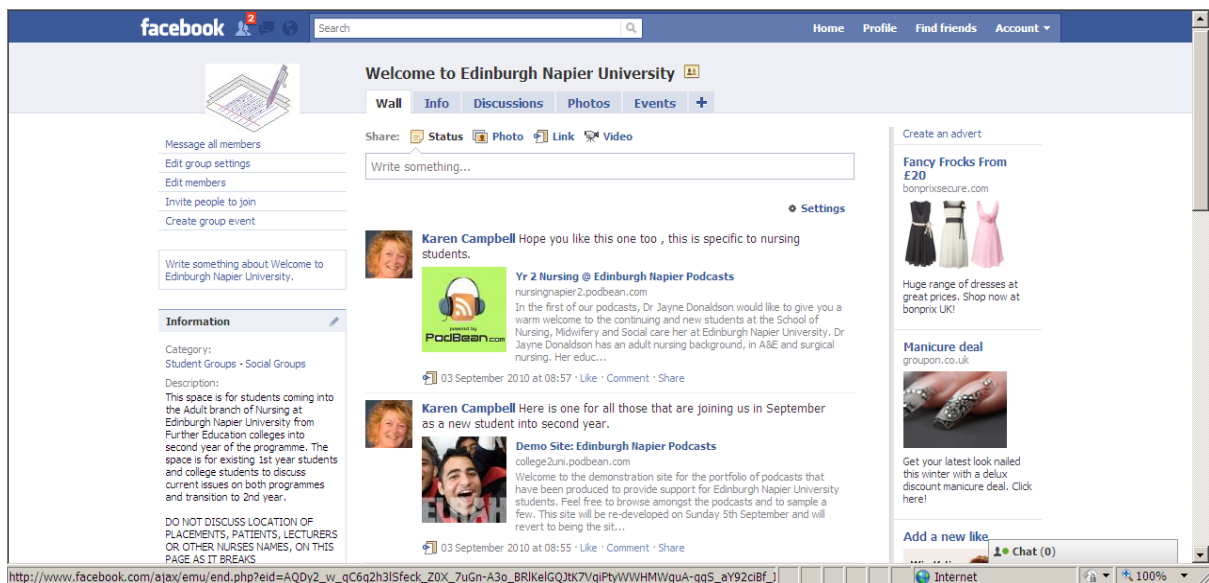 facebook 2 Search Home Profile Find friends Account
Welcome to Edinburgh Napier University
Wall Info Discussions Photos Events +
Message all members
Edit group settings
Edit members
Invite people to join
Create group event
Write something about Welcome to
Edinburgh Napier University.
Information
Category:
Student Groups - Social Groups
Description:
This space is for students coming into
the Adult branch of Nursing at
Edinburgh Napier University from
Further Education colleges into
second year of the programme. The
space is for existing 1st year students
and college students to discuss
current issues on both programmes
and transition to 2nd year.
DO NOT DISCUSS LOCATION OF
PLACEMENTS, PATIENTS, LECTURERS
OR OTHER NURSES NAMES, ON THIS
PAGE AS IT BREAKS
Share: Status Photo Link Video
Write something...
Settings
Karen Campbell Hope you like this one too , this is specific to nursing
students.
powered by
PodBean.com
Yr 2 Nursing @ Edinburgh Napier Podcasts
nursingnapier2.podbean.com
In the first of our podcasts, Dr Jayne Donaldson would like to give you a
warm welcome to the continuing and new students at the School of
Nursing, Midwifery and Social care her at Edinburgh Napier University. Dr
Jayne Donaldson has an adult nursing background, in A&E and surgical
nursing. Her educ...
03 September 2010 at 08:57 · Like · Comment · Share
Karen Campbell Here is one for all those that are joining us in September
as a new student into second year.
Demo Site: Edinburgh Napier Podcasts
college2uni.podbean.com
Welcome to the demonstration site for the portfolio of podcasts that
have been produced to provide support for Edinburgh Napier University
students. Feel free to browse amongst the podcasts and to sample a
few. This site will be re-developed on Sunday 5th September and will
revert to being the sit...
03 September 2010 at 08:55 · Like · Comment · Share
Create an advert
Fancy Frocks From
£20
bonprixsecure.com
Huge range of dresses at
great prices. Shop now at
bonprix UK!
Manicure deal
groupon.co.uk
Get your latest look nailed
this winter with a delux
discount manicure deal. Click
here!
Add a new like
Chat (0)
Internet 100%